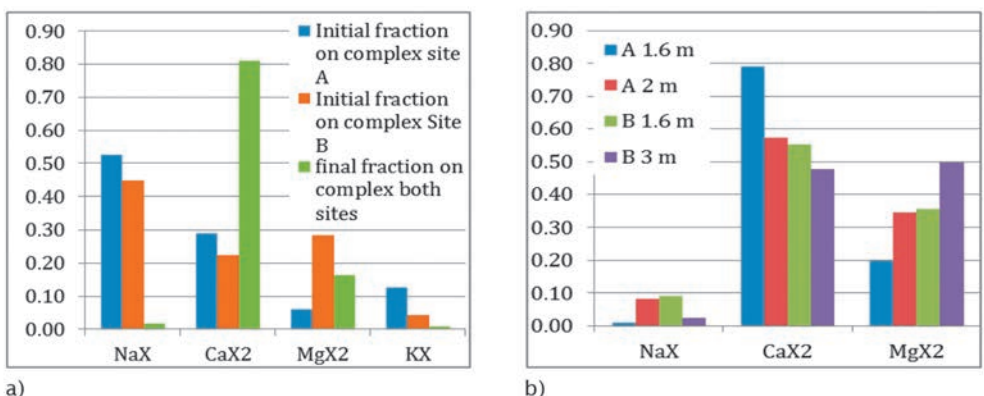 0.90
0.80
0.70
0.60
0.50
0.40
0.30
0.20
0.10
0.00
NaX
CaX2
MgX2
KX
Initial fraction
on complex site
A
Initial fraction
on complex Site
B
final fraction on
complex both
sites
a)
0.90
0.80
0.70
0.60
0.50
0.40
0.30
0.20
0.10
0.00
NaX
CaX2
MgX2
A 1.6 m
A 2 m
B 1.6 m
B 3 m
b)